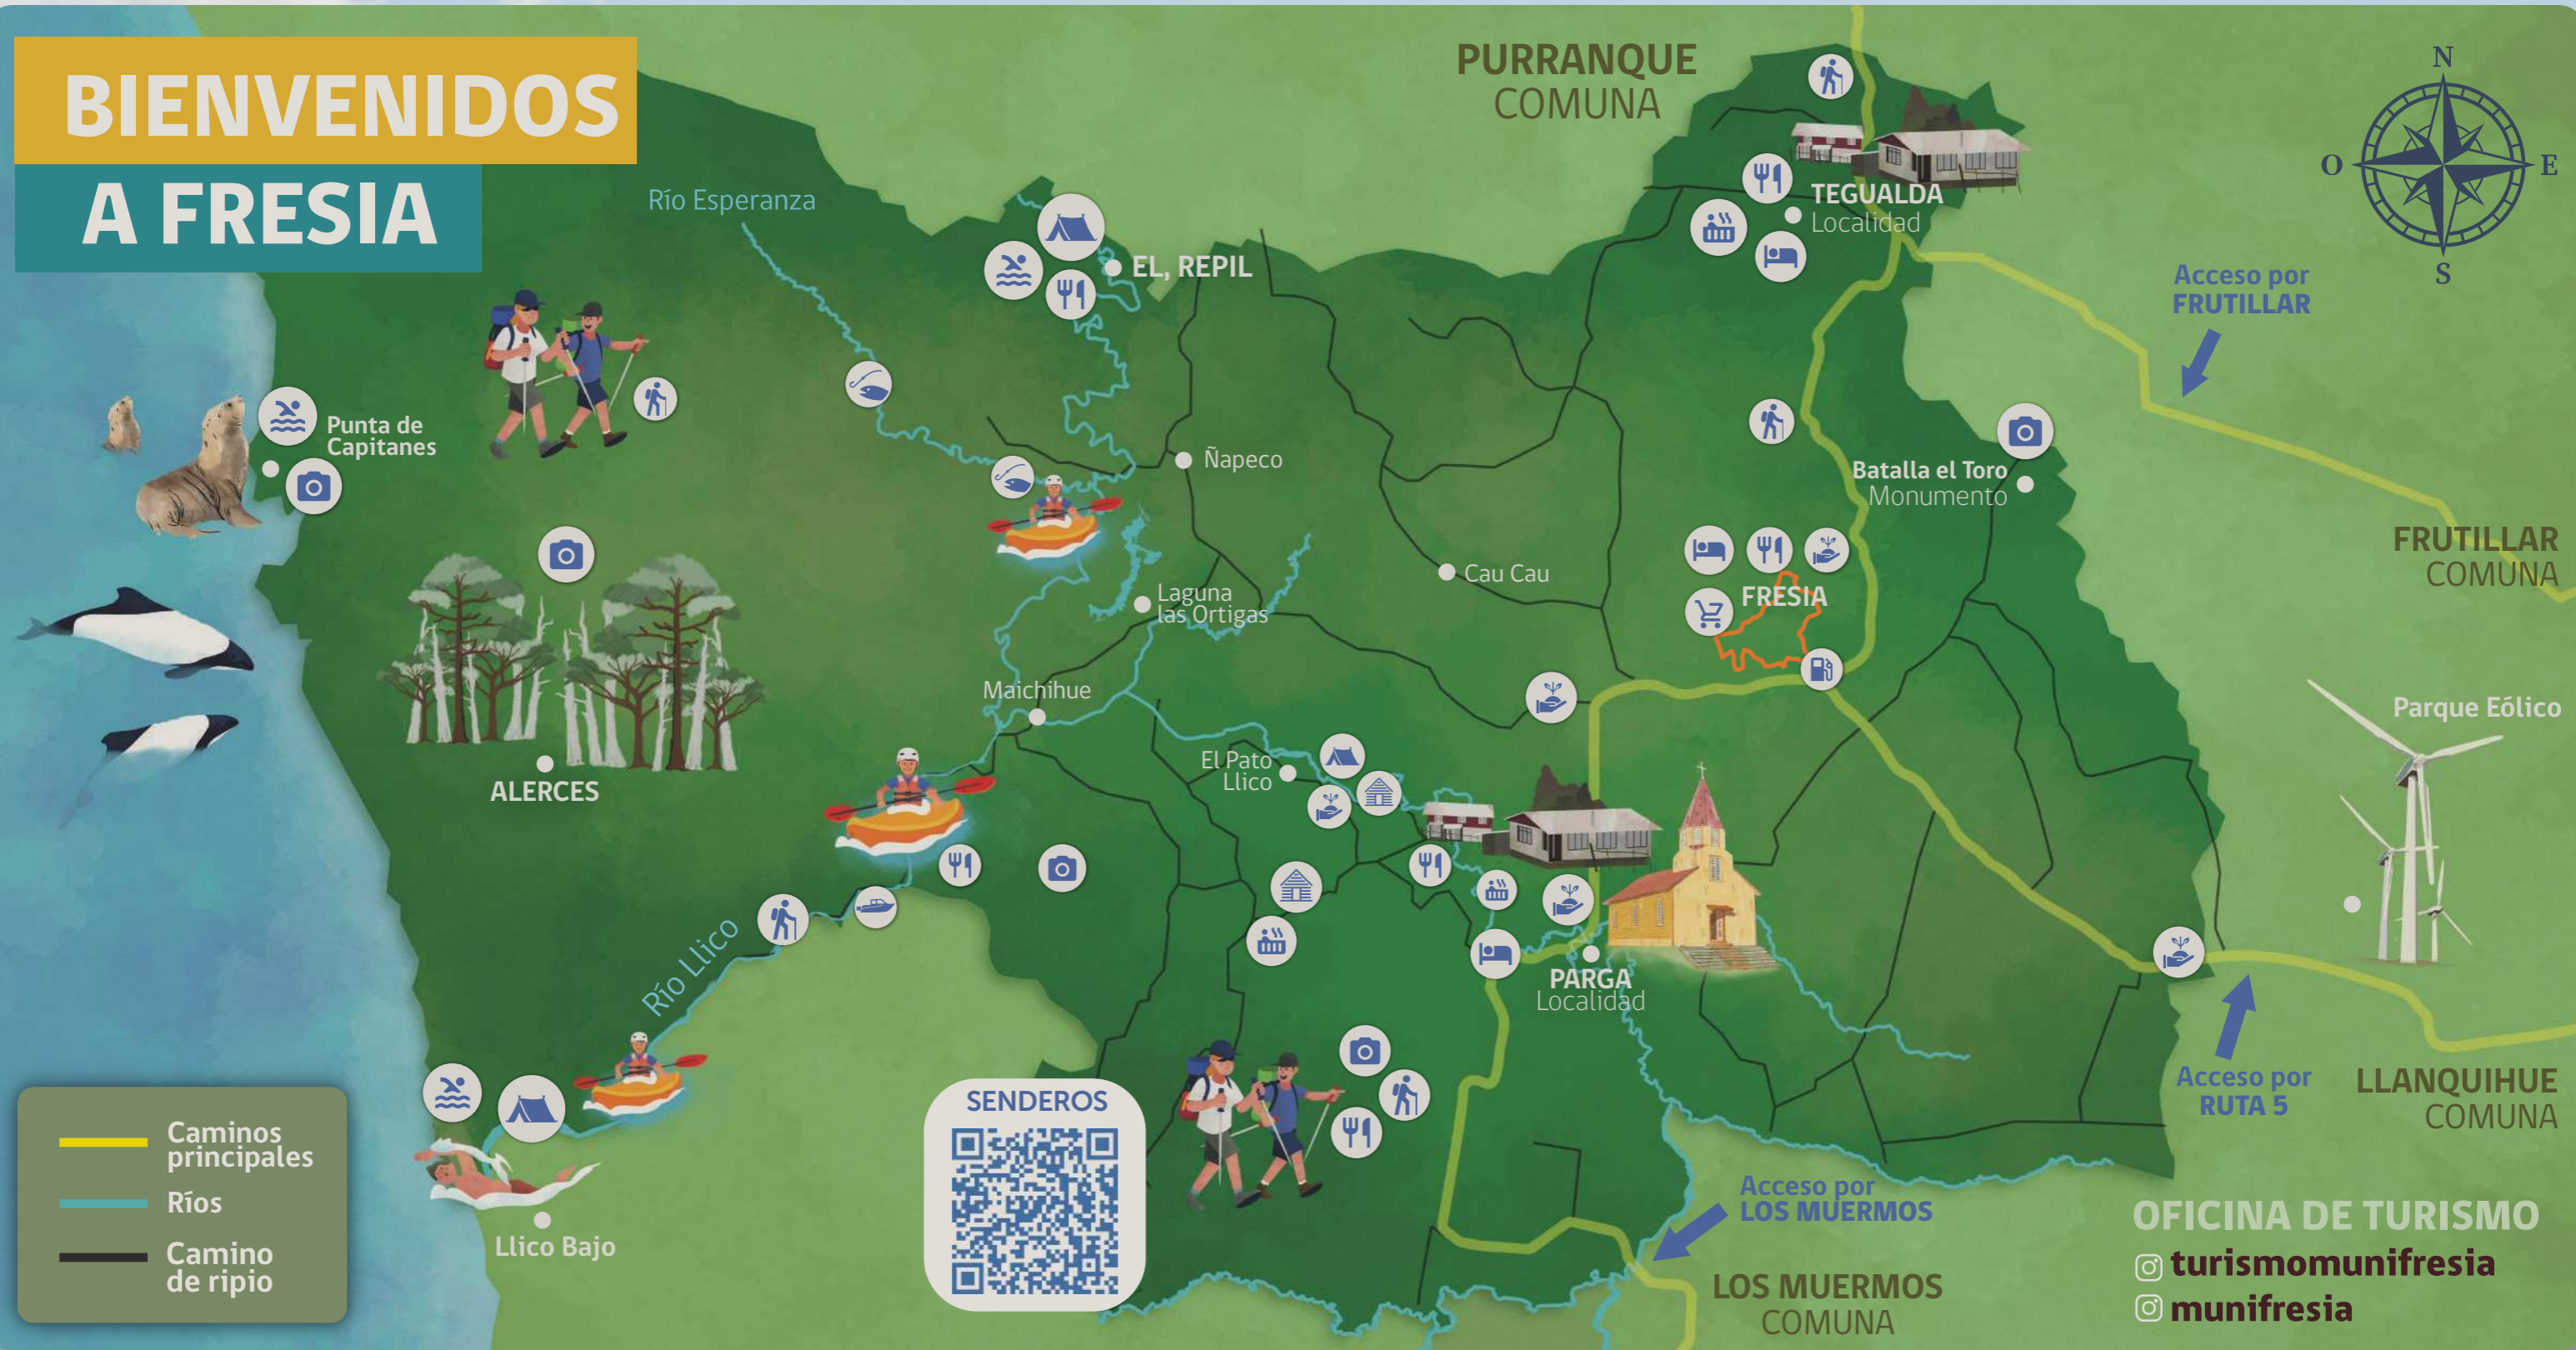 BIENVENIDOS
A FRESIA
PURRANQUE
COMUNA
N
O
E
S
Río Esperanza
TEGUALDA
Localidad
EL, REPIL
Acceso por
FRUTILLAR
Punta de
Capitanes
Ñapeco
Batalla el Toro
Monumento
FRUTILLAR
COMUNA
Cau Cau
Laguna
las Ortigas
FRESIA
Maichihue
Parque Eólico
El Pato
Llico
ALERCES
Río Llico
PARGA
Localidad
Acceso por
RUTA 5
LLANQUIHUE
COMUNA
SENDEROS
Caminos
principales
Ríos
Camino
de ripio
Llico Bajo
Acceso por
LOS MUERMOS
LOS MUERMOS
COMUNA
OFICINA DE TURISMO
turismomunifresia
munifresia